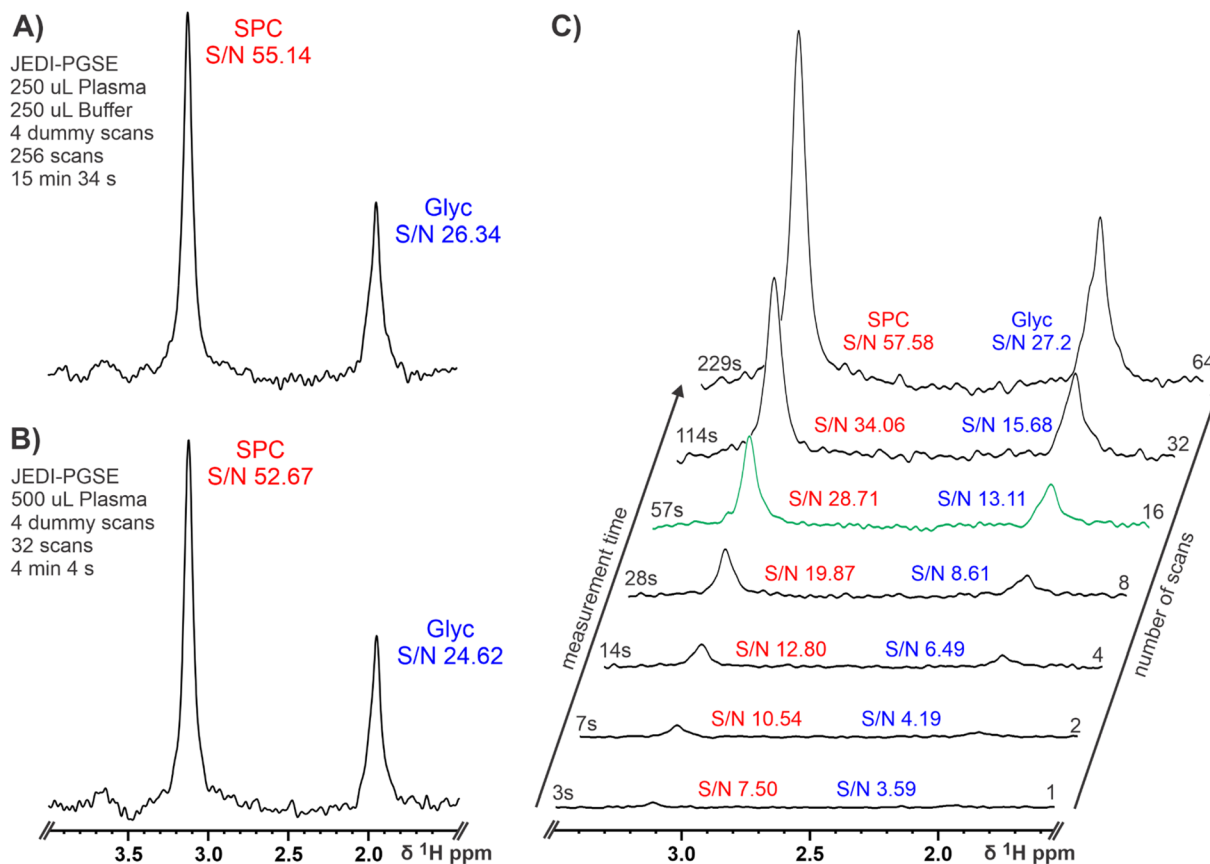 A)
JEDI-PGSE
250 uL Plasma
250 uL Buffer
4 dummy scans
256 scans
15 min 34 s
SPC
S/N 55.14
Glyc
S/N 26.34
B)
JEDI-PGSE
500 uL Plasma
4 dummy scans
32 scans
4 min 4 s
SPC
S/N 52.67
Glyc
S/N 24.62
3.5 3.0 2.5 2.0 δ ¹H ppm
C)
SPC Glyc
229s S/N 57.58 S/N 27.2 64
114s S/N 34.06 S/N 15.68 32
57s S/N 28.71 S/N 13.11 16
28s S/N 19.87 S/N 8.61 8
14s S/N 12.80 S/N 6.49 4
7s S/N 10.54 S/N 4.19 2
3s S/N 7.50 S/N 3.59 1
measurement time
number of scans
3.0 2.0 δ ¹H ppm